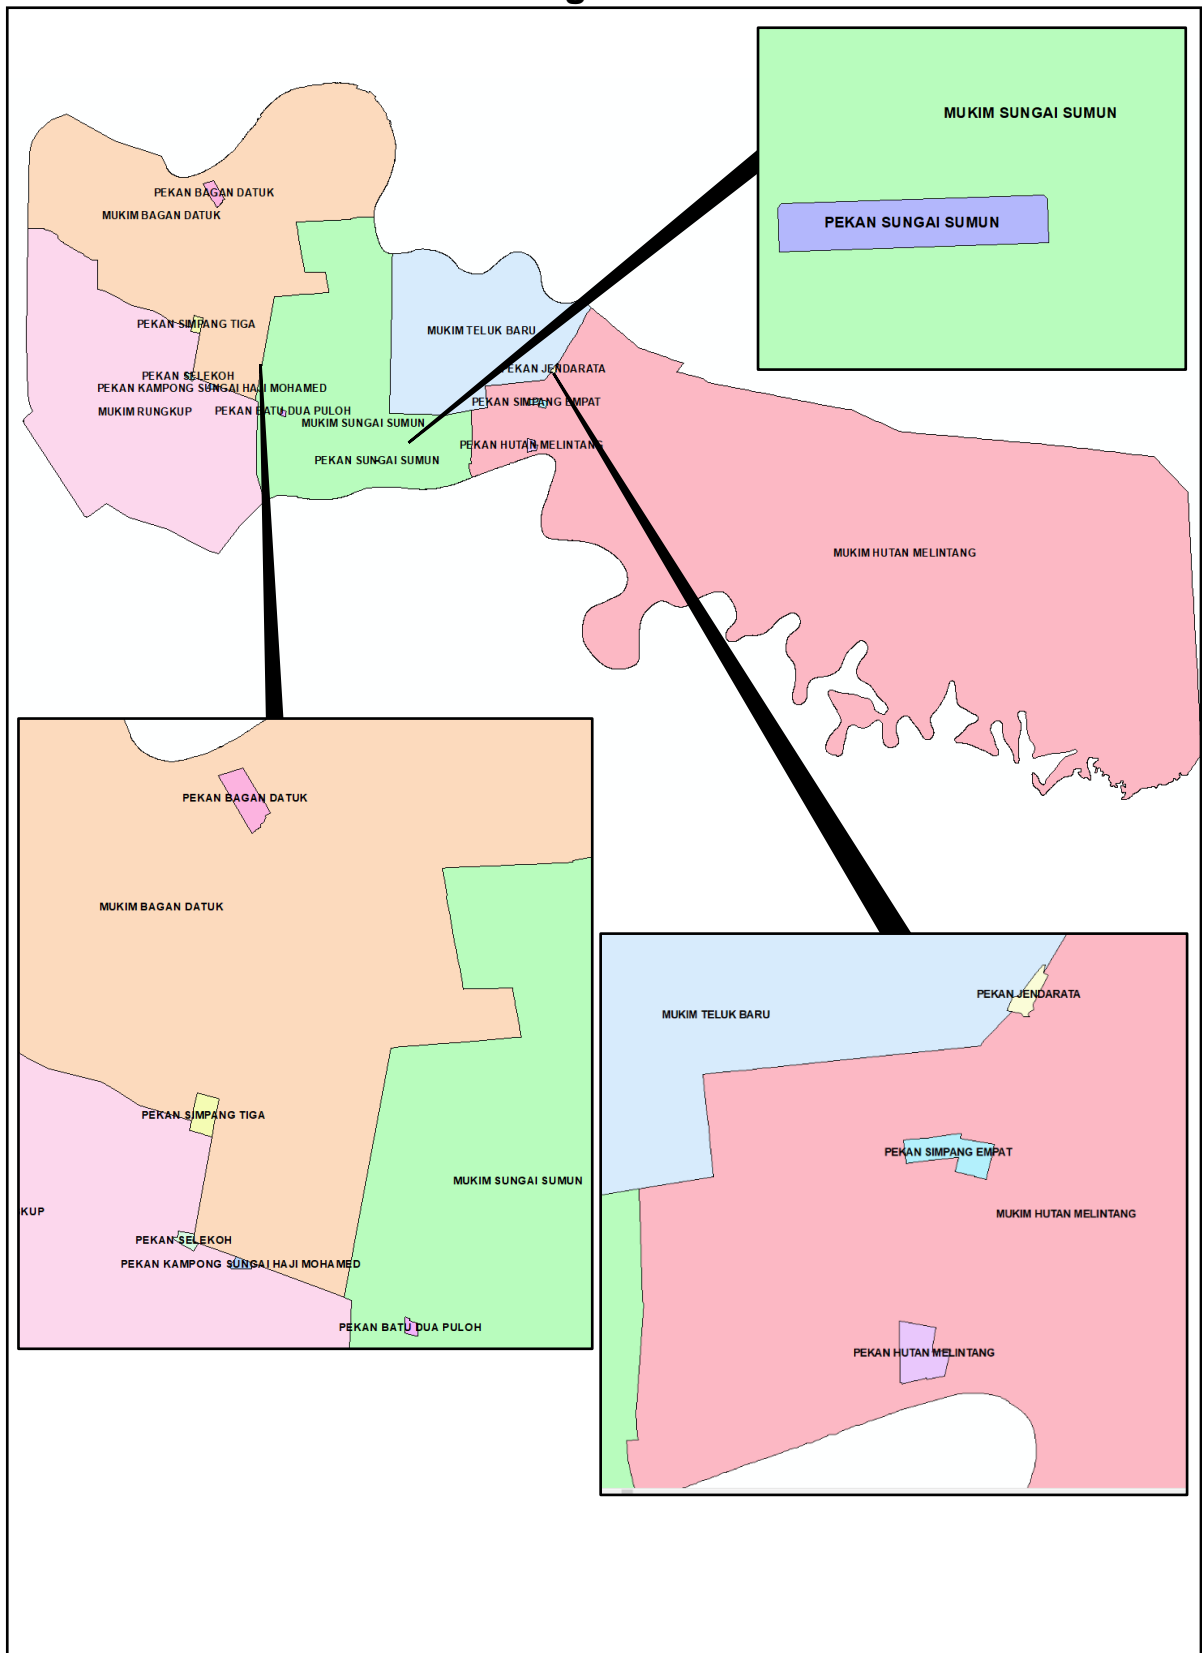 MUKIM SUNGAI SUMUN
PEKAN SUNGAI SUMUN
PEKAN BAGAN DATUK
MUKIM BAGAN DATUK
PEKAN SIMPANG TIGA
MUKIM TELUK BARU
PEKAN JENDARATA
PEKAN SELEKOH
PEKAN KAMPONG SUNGAI HAJI MOHAMED
MUKIM RUNGKUP
PEKAN BATU DUA PULOH
PEKAN SIMPANG EMPAT
MUKIM SUNGAI SUMUN
PEKAN HUTAN MELINTANG
PEKAN SUNGAI SUMUN
MUKIM HUTAN MELINTANG
PEKAN BAGAN DATUK
MUKIM BAGAN DATUK
PEKAN SIMPANG TIGA
MUKIM SUNGAI SUMUN
KUP
PEKAN SELEKOH
PEKAN KAMPONG SUNGAI HAJI MOHAMED
PEKAN BATU DUA PULOH
PEKAN JENDARATA
MUKIM TELUK BARU
PEKAN SIMPANG EMPAT
MUKIM HUTAN MELINTANG
PEKAN HUTAN MELINTANG